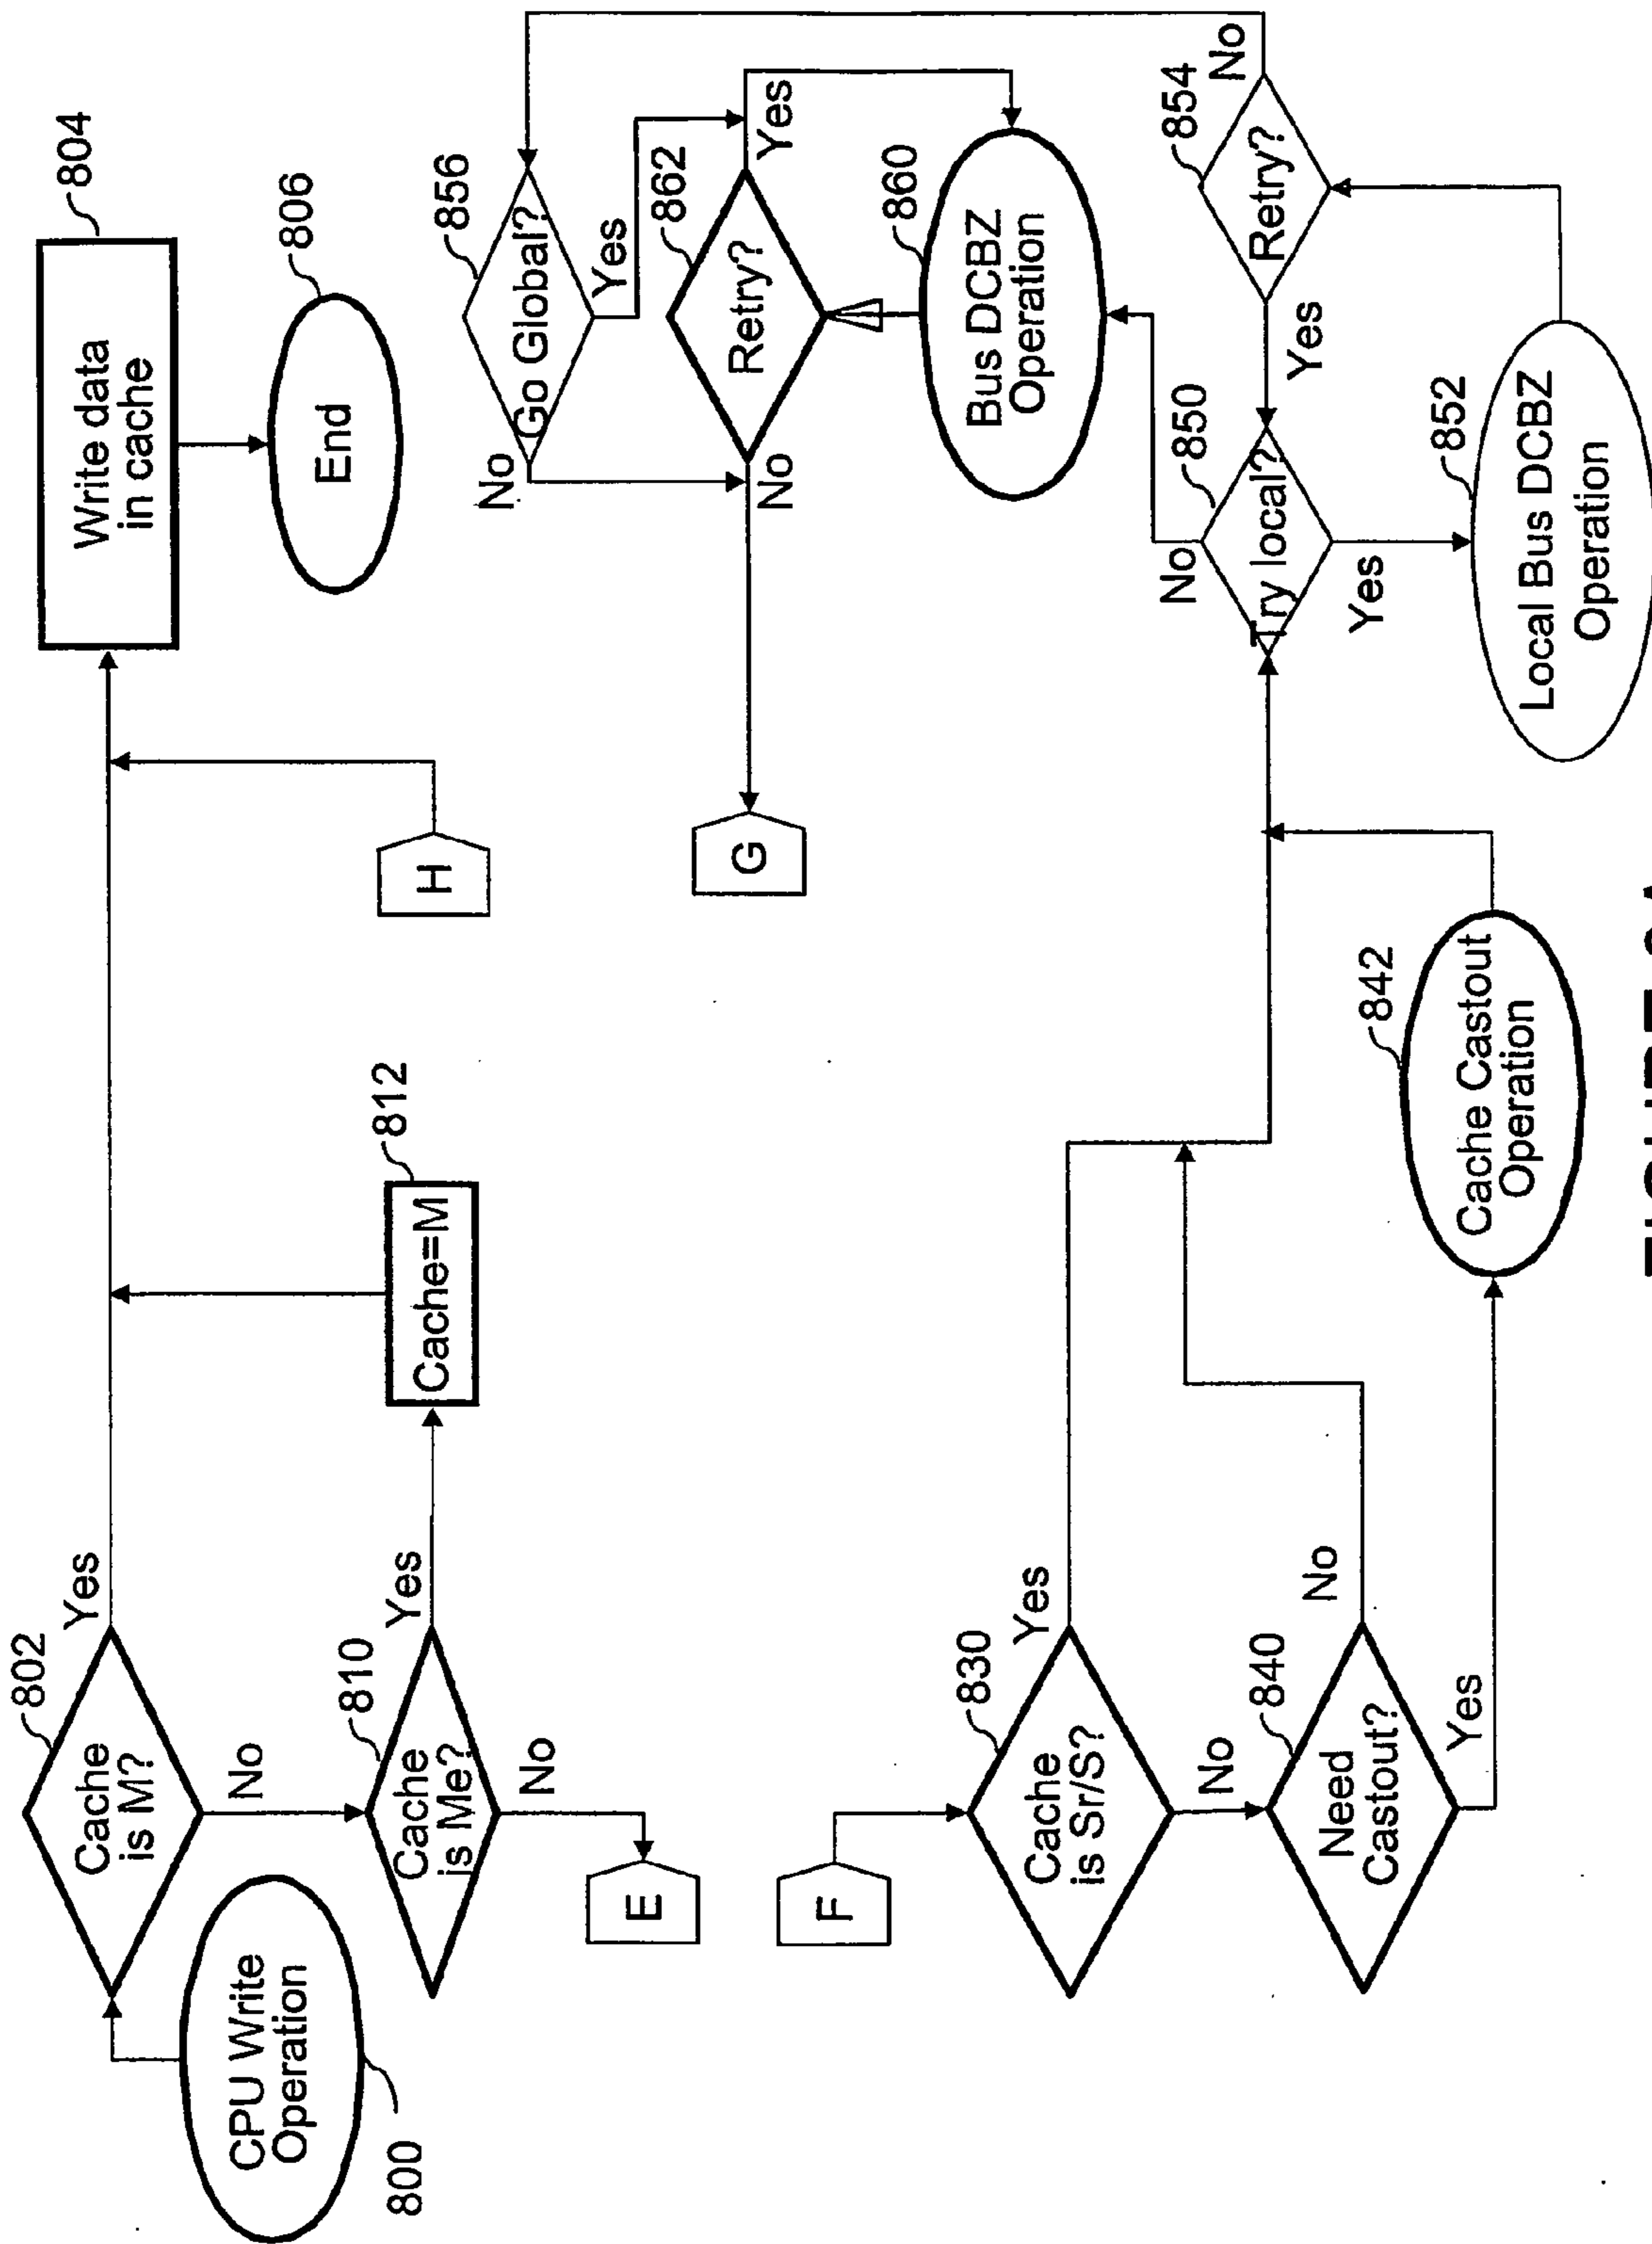 802
Cache
is M?
Yes
No
804
Write data
in cache
806
End
CPU Write
Operation
800
810
Cache
is Me?
Yes
No
812
Cache=M
H
E
856
Go Global?
No
Yes
862
Retry?
Yes
No
G
860
Bus DCBZ
Operation
F
830
Cache
is Sr/S?
Yes
No
840
Need
Castout?
No
Yes
842
Cache Castout
Operation
850
Try local?
No
Yes
854
Retry?
No
Yes
852
Local Bus DCBZ
Operation